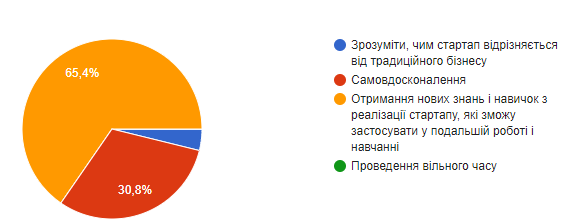 65,4%
30,8%
Зрозуміти, чим стартап відрізняється
від традиційного бізнесу
Самовдосконалення
Отримання нових знань і навичок з
реалізації стартапу, які зможу
застосувати у подальшій роботі і
навчанні
Проведення вільного часу